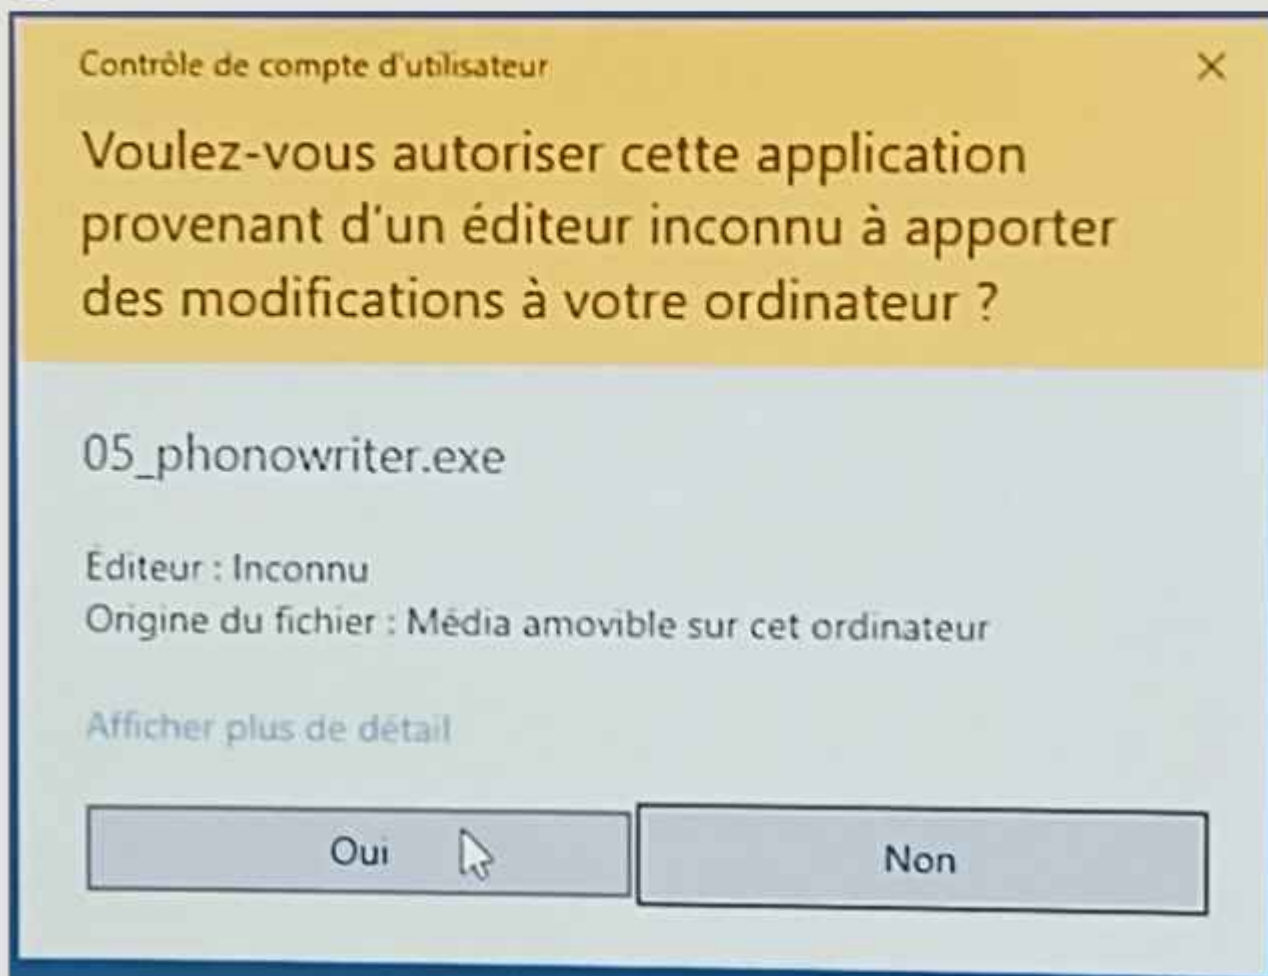 Contrôle de compte d'utilisateur
Voulez-vous autoriser cette application
provenant d'un éditeur inconnu à apporter
des modifications à votre ordinateur ?
05_phonowriter.exe
Éditeur : Inconnu
Origine du fichier : Média amovible sur cet ordinateur
Afficher plus de détail
Oui
Non